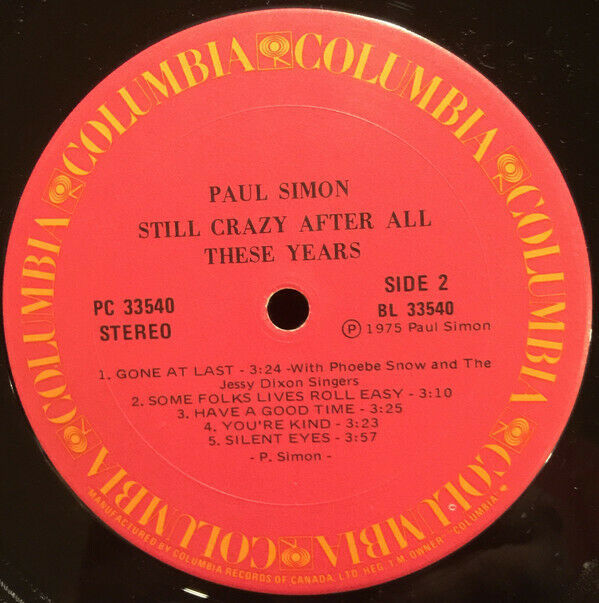 COLUMBIA COLUMBIA COLUMBIA COLUMBIA COLUMBIA COLUMBIA
PAUL SIMON
STILL CRAZY AFTER ALL
THESE YEARS
PC 33540
STEREO
SIDE 2
BL 33540
Ⓟ 1975 Paul Simon
1. GONE AT LAST - 3:24 -With Phoebe Snow and The
Jessy Dixon Singers
2. SOME FOLKS LIVES ROLL EASY - 3:10
3. HAVE A GOOD TIME - 3:25
4. YOU'RE KIND - 3:23
5. SILENT EYES - 3:57
- P. Simon -
MANUFACTURED BY COLUMBIA RECORDS OF CANADA, LTD. REG. T.M. OWNER "COLUMBIA"